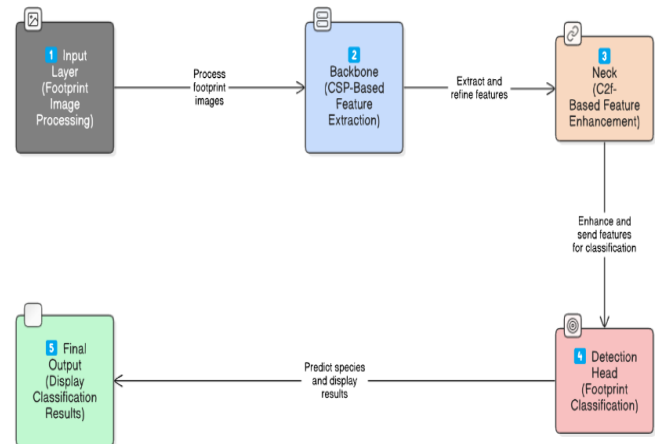 1 Input
Layer
(Footprint
Image
Processing)
Process
footprint
images
2
Backbone
(CSP-Based
Feature
Extraction)
Extract and
refine features
3
Neck
(C2f-
Based Feature
Enhancement)
Enhance and
send features
for classification
4 Detection
Head
(Footprint
Classification)
Predict species
and display
results
5 Final
Output
(Display
Classification
Results)